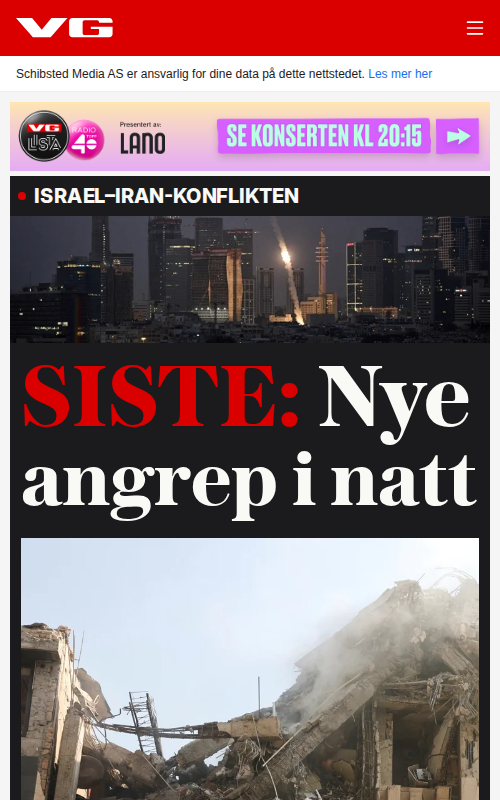 VG
Schibsted Media AS er ansvarlig for dine data på dette nettstedet. Les mer her
VG
LISTA
RADIO
TOPP
40
Presentert av:
LANO
SE KONSERTEN KL 20:15
ISRAEL–IRAN-KONFLIKTEN
SISTE: Nye
angrep i natt